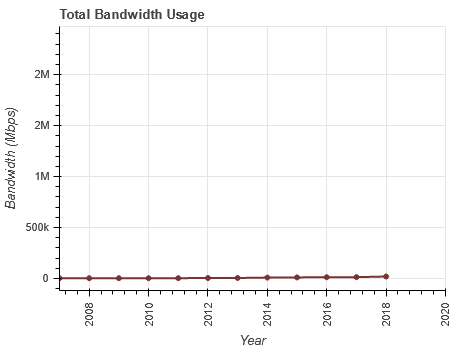 Total Bandwidth Usage
2M
2M
1M
500k
0
Bandwidth (Mbps)
2008
2010
2012
2014
2016
2018
2020
Year